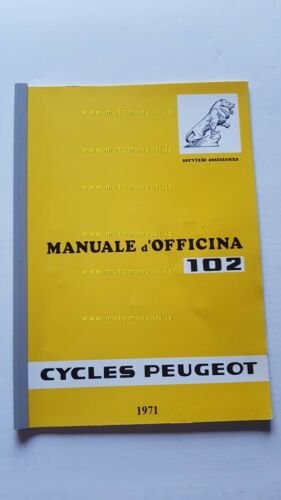 www.motomanuali.it
servizio assistenza
www.motomanuali.it
MANUALE d'OFFICINA
102
www.motomanuali.it
www.motomanuali.it
CYCLES PEUGEOT
1971